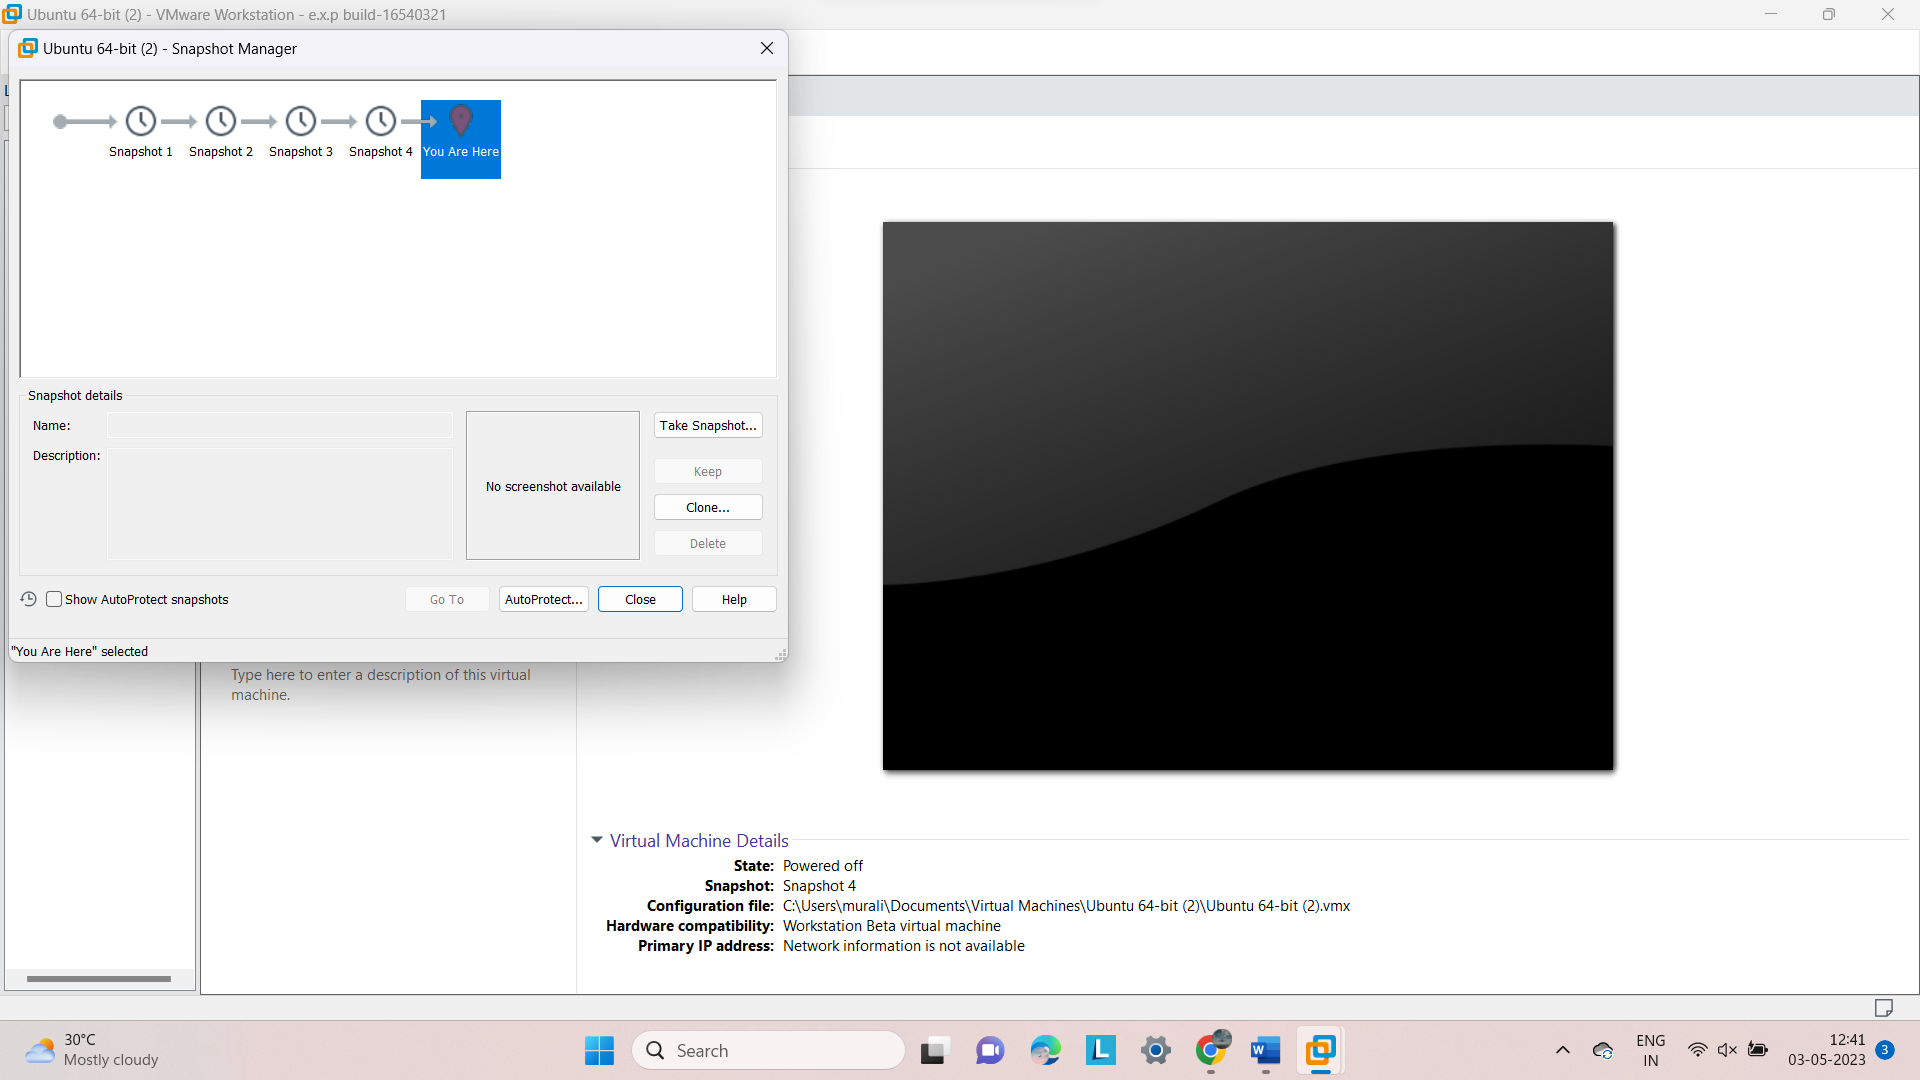 Ubuntu 64-bit (2) - VMware Workstation - e.x.p build-16540321
Ubuntu 64-bit (2) - Snapshot Manager
Snapshot 1
Snapshot 2
Snapshot 3
Snapshot 4
You Are Here
Snapshot details
Name:
Take Snapshot...
Description:
Keep
No screenshot available
Clone...
Delete
Show AutoProtect snapshots
Go To
AutoProtect...
Close
Help
"You Are Here" selected
Type here to enter a description of this virtual
machine.
Virtual Machine Details
State: Powered off
Snapshot: Snapshot 4
Configuration file: C:\Users\murali\Documents\Virtual Machines\Ubuntu 64-bit (2)\Ubuntu 64-bit (2).vmx
Hardware compatibility: Workstation Beta virtual machine
Primary IP address: Network information is not available
30°C
Mostly cloudy
Search
L
W
ENG
IN
12:41
03-05-2023
3